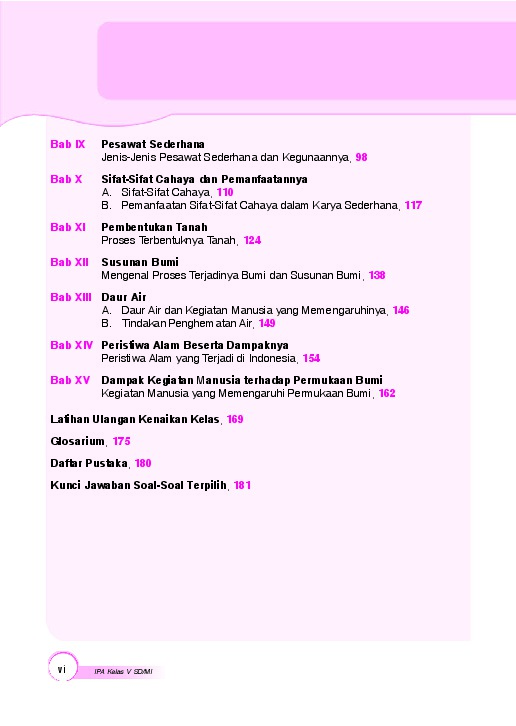 Bab IX Pesawat Sederhana
Jenis-Jenis Pesawat Sederhana dan Kegunaannya, 98
Bab X Sifat-Sifat Cahaya dan Pemanfaatannya
A. Sifat-Sifat Cahaya, 110
B. Pemanfaatan Sifat-Sifat Cahaya dalam Karya Sederhana, 117
Bab XI Pembentukan Tanah
Proses Terbentuknya Tanah, 124
Bab XII Susunan Bumi
Mengenal Proses Terjadinya Bumi dan Susunan Bumi, 138
Bab XIII Daur Air
A. Daur Air dan Kegiatan Manusia yang Memengaruhinya, 146
B. Tindakan Penghematan Air, 149
Bab XIV Peristiwa Alam Beserta Dampaknya
Peristiwa Alam yang Terjadi di Indonesia, 154
Bab XV Dampak Kegiatan Manusia terhadap Permukaan Bumi
Kegiatan Manusia yang Memengaruhi Permukaan Bumi, 162
Latihan Ulangan Kenaikan Kelas, 169
Glosarium, 175
Daftar Pustaka, 180
Kunci Jawaban Soal-Soal Terpilih, 181
vi IPA Kelas V SD/MI